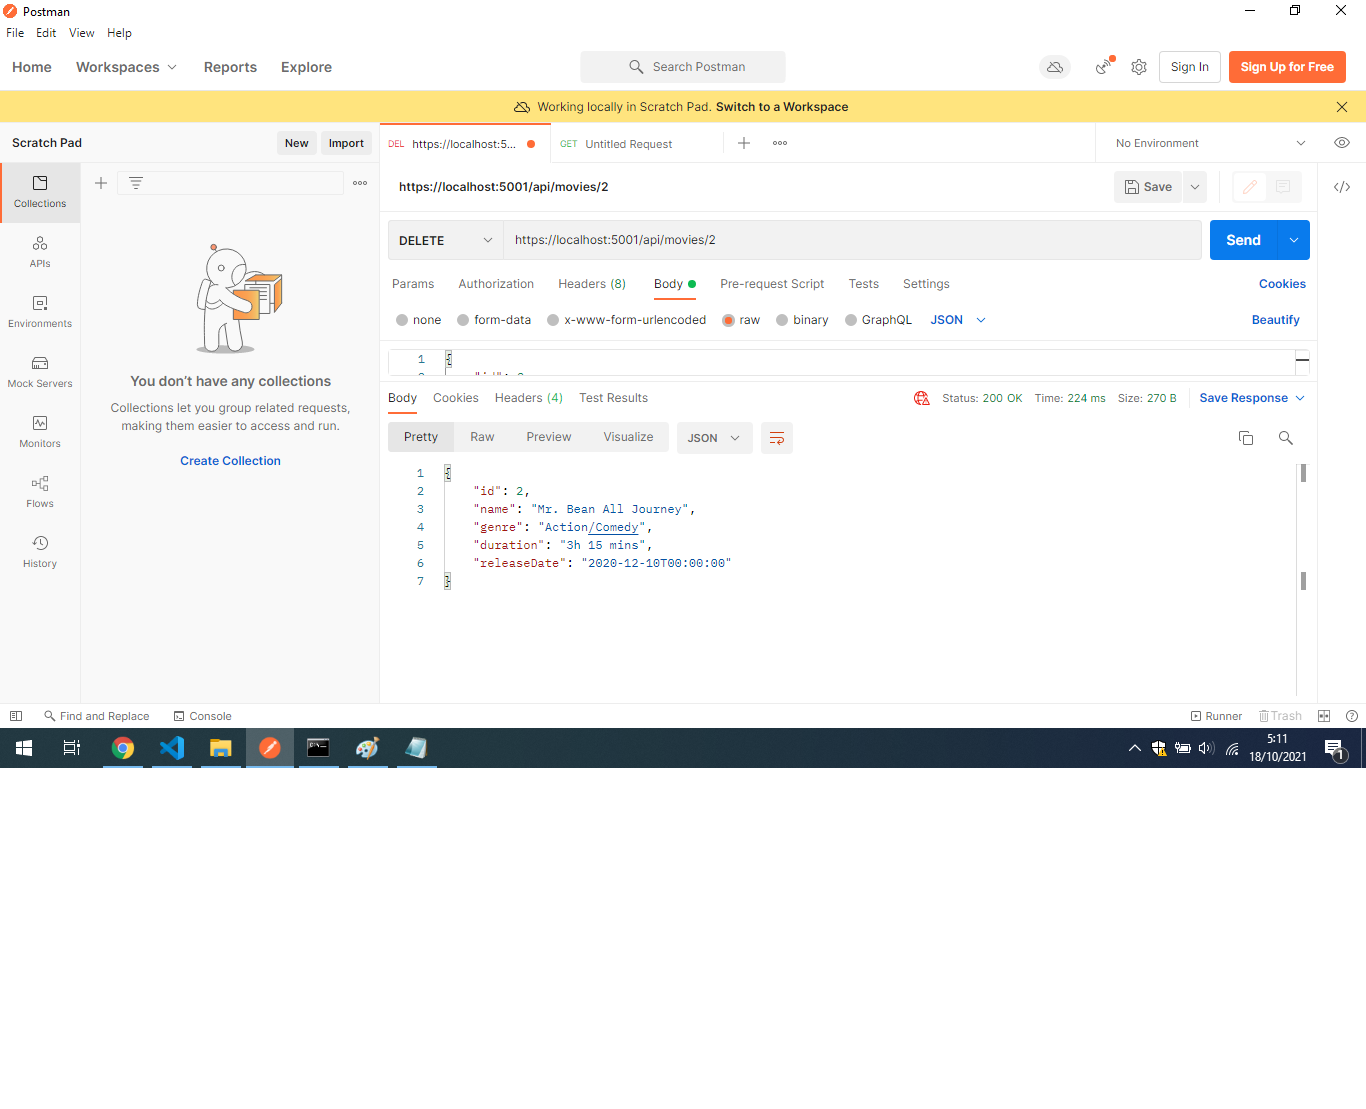 Postman
File Edit View Help
Home Workspaces Reports Explore Search Postman Sign In Sign Up for Free
Working locally in Scratch Pad. Switch to a Workspace
Scratch Pad New Import DEL https://localhost:5... GET Untitled Request No Environment
https://localhost:5001/api/movies/2 Save
Collections
APIs
Environments
Mock Servers
Monitors
Flows
History
You don't have any collections
Collections let you group related requests,
making them easier to access and run.
Create Collection
DELETE https://localhost:5001/api/movies/2 Send
Params Authorization Headers (8) Body Pre-request Script Tests Settings Cookies
none form-data x-www-form-urlencoded raw binary GraphQL JSON Beautify
1 {
Body Cookies Headers (4) Test Results Status: 200 OK Time: 224 ms Size: 270 B Save Response
Pretty Raw Preview Visualize JSON
1 {
2 "id": 2,
3 "name": "Mr. Bean All Journey",
4 "genre": "Action/Comedy",
5 "duration": "3h 15 mins",
6 "releaseDate": "2020-12-10T00:00:00"
7 }
Find and Replace Console Runner Trash
5:11
18/10/2021
1